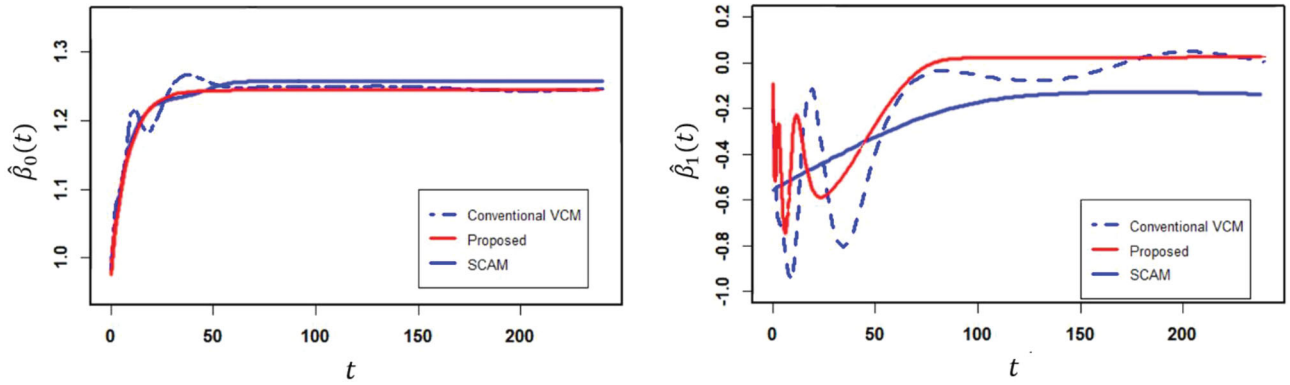 1.3
1.2
1.1
1.0
β̂₀(t)
Conventional VCM
Proposed
SCAM
0 50 100 150 200
t
0.2
0.0
-0.2
-0.4
-0.6
-0.8
-1.0
β̂₁(t)
Conventional VCM
Proposed
SCAM
0 50 100 150 200
t